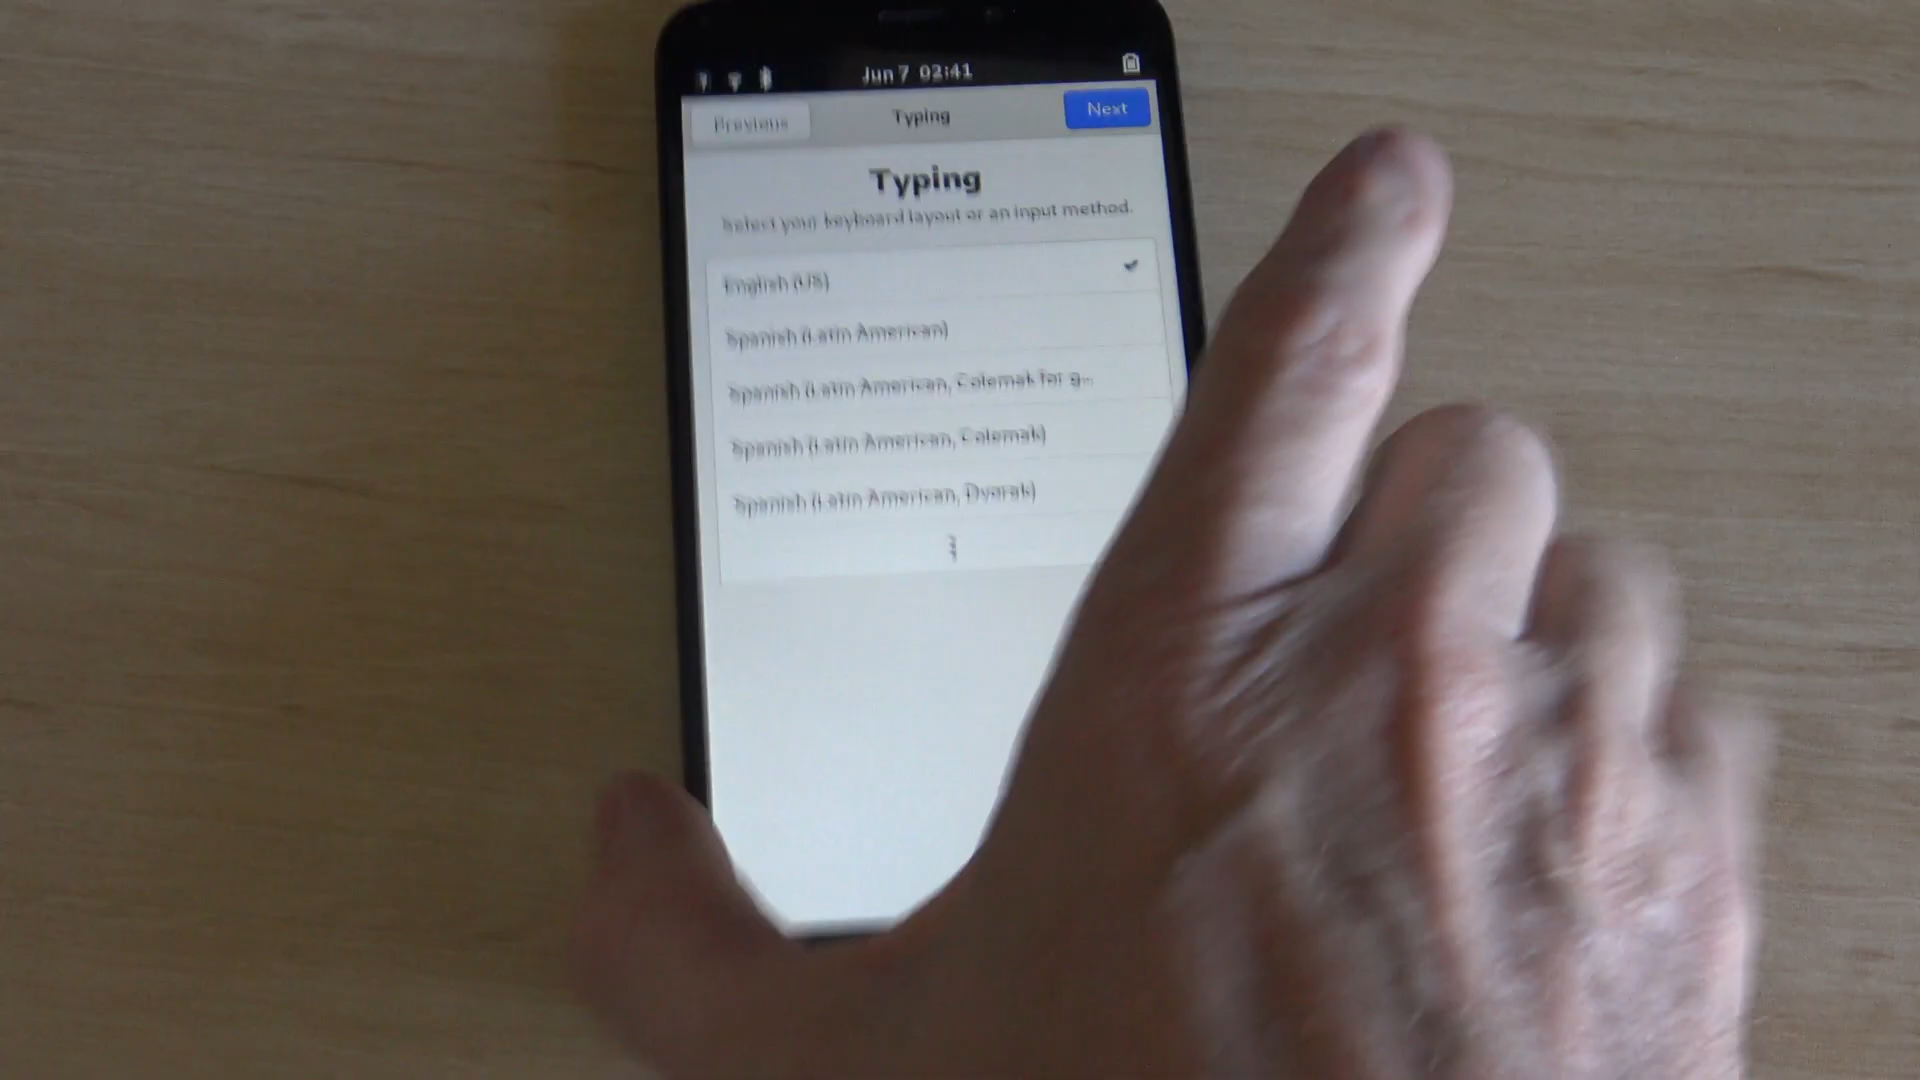 Jun 7 02:41
Previous
Typing
Next
Typing
Select your keyboard layout or an input method.
English (US)
Spanish (Latin American)
Spanish (Latin American, Colemak for g...
Spanish (Latin American, Colemak)
Spanish (Latin American, Dvorak)